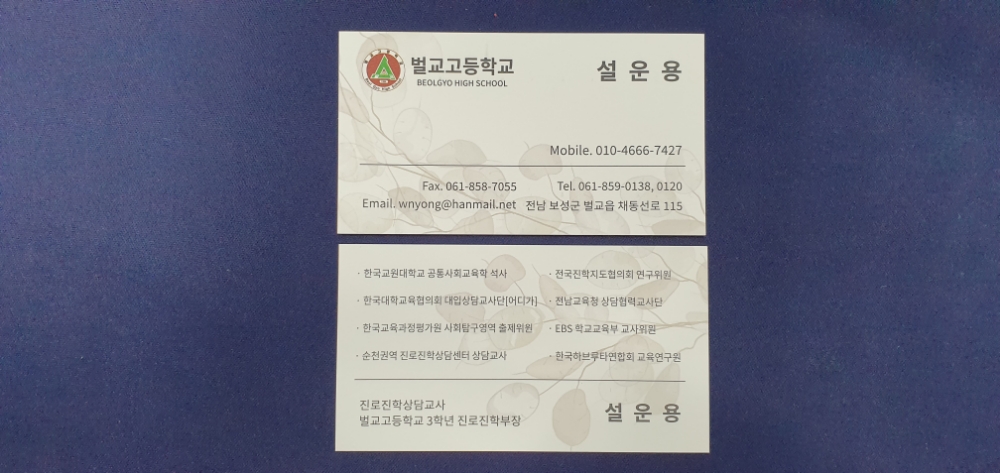 벌교고등학교
BEOLGYO HIGH SCHOOL
설 운 용
Mobile. 010-4666-7427
Fax. 061-858-7055
Tel. 061-859-0138, 0120
Email. wnyong@hanmail.net
전남 보성군 벌교읍 채동선로 115
· 한국교원대학교 공통사회교육학 석사
· 한국대학교육협의회 대입상담교사단[어디가]
· 한국교육과정평가원 사회탐구영역 출제위원
· 순천권역 진로진학상담센터 상담교사
· 전국진학지도협의회 연구위원
· 전남교육청 상담협력교사단
· EBS 학교교육부 교사위원
· 한국하브루타연합회 교육연구원
진로진학상담교사
벌교고등학교 3학년 진로진학부장
설 운 용